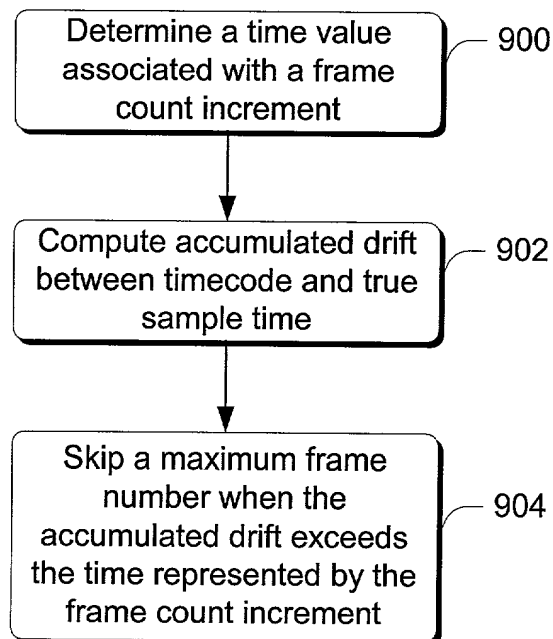 Determine a time value
associated with a frame
count increment
900
Compute accumulated drift
between timecode and true
sample time
902
Skip a maximum frame
number when the
accumulated drift exceeds
the time represented by the
frame count increment
904